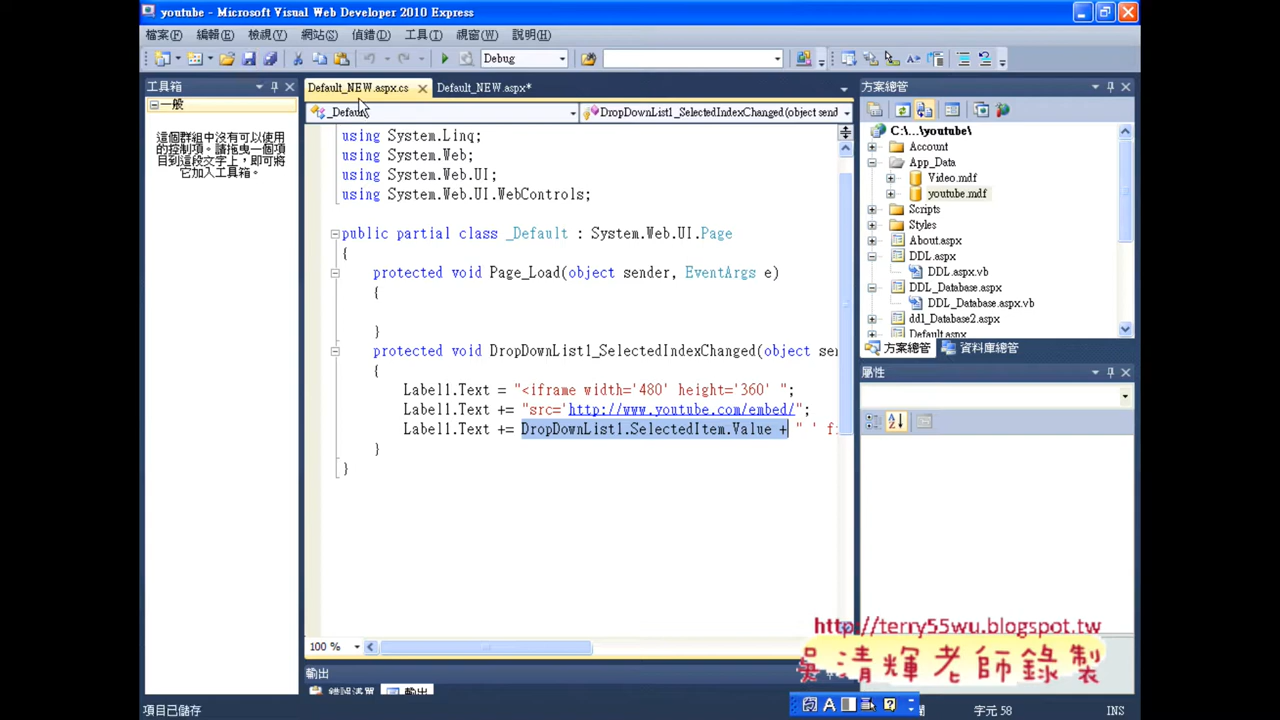 youtube - Microsoft Visual Web Developer 2010 Express
檔案(F) 編輯(E) 檢視(V) 網站(S) 偵錯(D) 工具(T) 視窗(W) 說明(H)
Debug
工具箱
一般
這個群組中沒有可以使用
的控制項。請拖曳一個項
目到這段文字上，即可將
它加入工具箱。
Default_NEW.aspx.cs Default_NEW.aspx*
_Default DropDownList1_SelectedIndexChanged(object send
using System.Linq;
using System.Web;
using System.Web.UI;
using System.Web.UI.WebControls;
public partial class _Default : System.Web.UI.Page
{
protected void Page_Load(object sender, EventArgs e)
{
}
protected void DropDownList1_SelectedIndexChanged(object sen
{
Label1.Text = "<iframe width='480' height='360' ";
Label1.Text += "src='http://www.youtube.com/embed/";
Label1.Text += DropDownList1.SelectedItem.Value + " ' f
}
}
100 %
輸出
錯誤清單 輸出
方案總管
C:\...\youtube\
Account
App_Data
Video.mdf
youtube.mdf
Scripts
Styles
About.aspx
DDL.aspx
DDL.aspx.vb
DDL_Database.aspx
DDL_Database.aspx.vb
ddl_Database2.aspx
Default.aspx
方案總管 資料庫總管
屬性
http://terry55wu.blogspot.tw
吳清輝老師錄製
項目已儲存 字元 58 INS